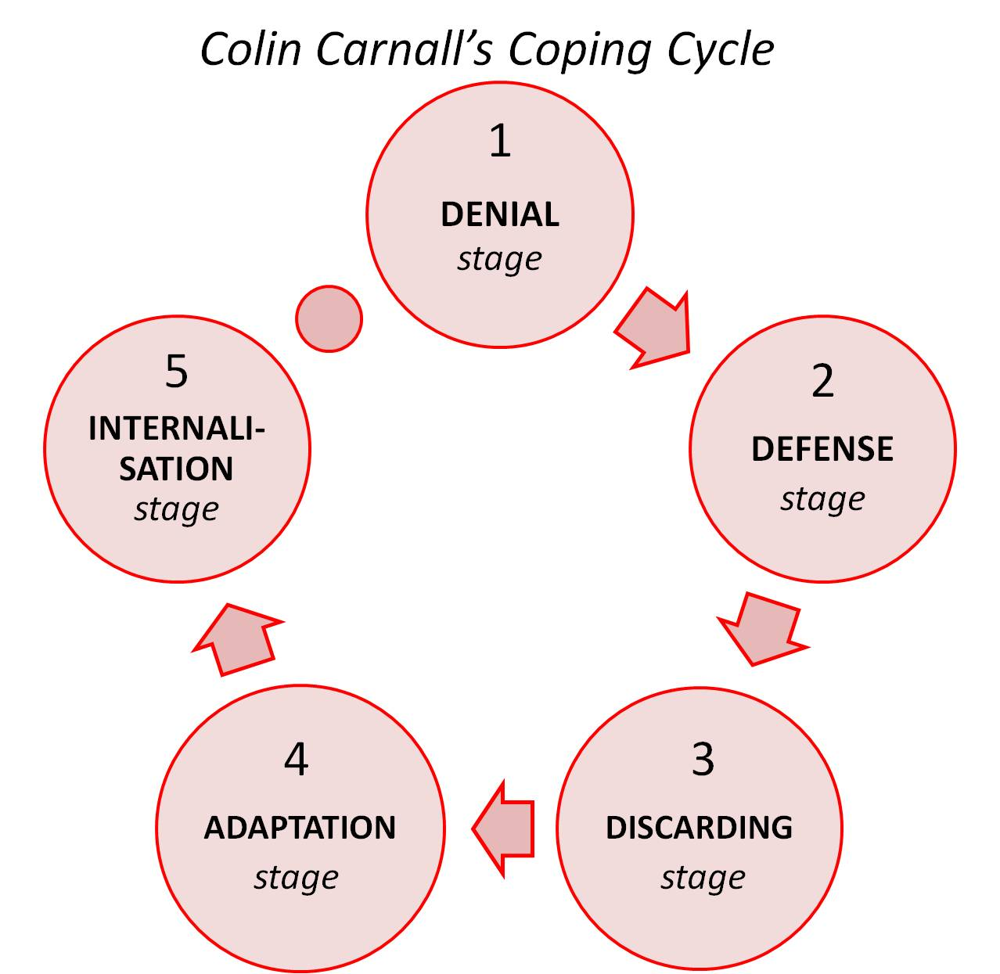 Colin Carnall’s Coping Cycle
1
DENIAL
stage
2
DEFENSE
stage
3
DISCARDING
stage
4
ADAPTATION
stage
5
INTERNALI-
SATION
stage